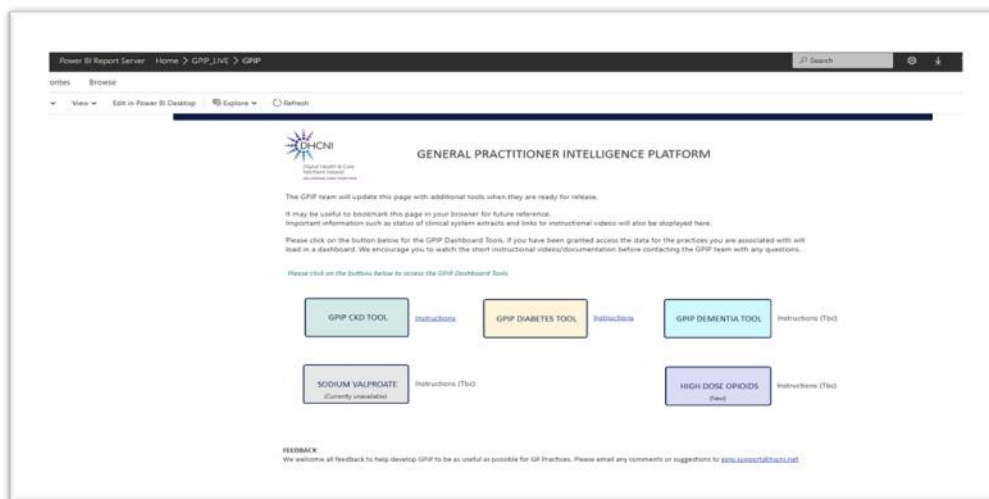 Power BI Report Server Home > GPIP_LIVE > GPIP
Search
orites Browse
View Edit in Power BI Desktop Explore Refresh
DHCNI
Digital Health & Care
Northern Ireland
GENERAL PRACTITIONER INTELLIGENCE PLATFORM
The GPIP team will update this page with additional tools when they are ready for release.
It may be useful to bookmark this page in your browser for future reference.
Important information such as status of clinical system extracts and links to instructional videos will also be displayed here.
Please click on the button below for the GPIP Dashboard Tools. If you have been granted access the data for the practices you are associated with will
load in a dashboard. We encourage you to watch the short instructional videos/documentation before contacting the GPIP team with any questions.
Please click on the buttons below to access the GPIP Dashboard Tools
GPIP CKD TOOL Instructions GPIP DIABETES TOOL Instructions GPIP DEMENTIA TOOL Instructions (Tbc)
SODIUM VALPROATE Instructions (Tbc) HIGH DOSE OPIOIDS Instructions (Tbc)
(Currently unavailable) (New)
FEEDBACK
We welcome all feedback to help develop GPIP to be as useful as possible for GP Practices. Please email any comments or suggestions to